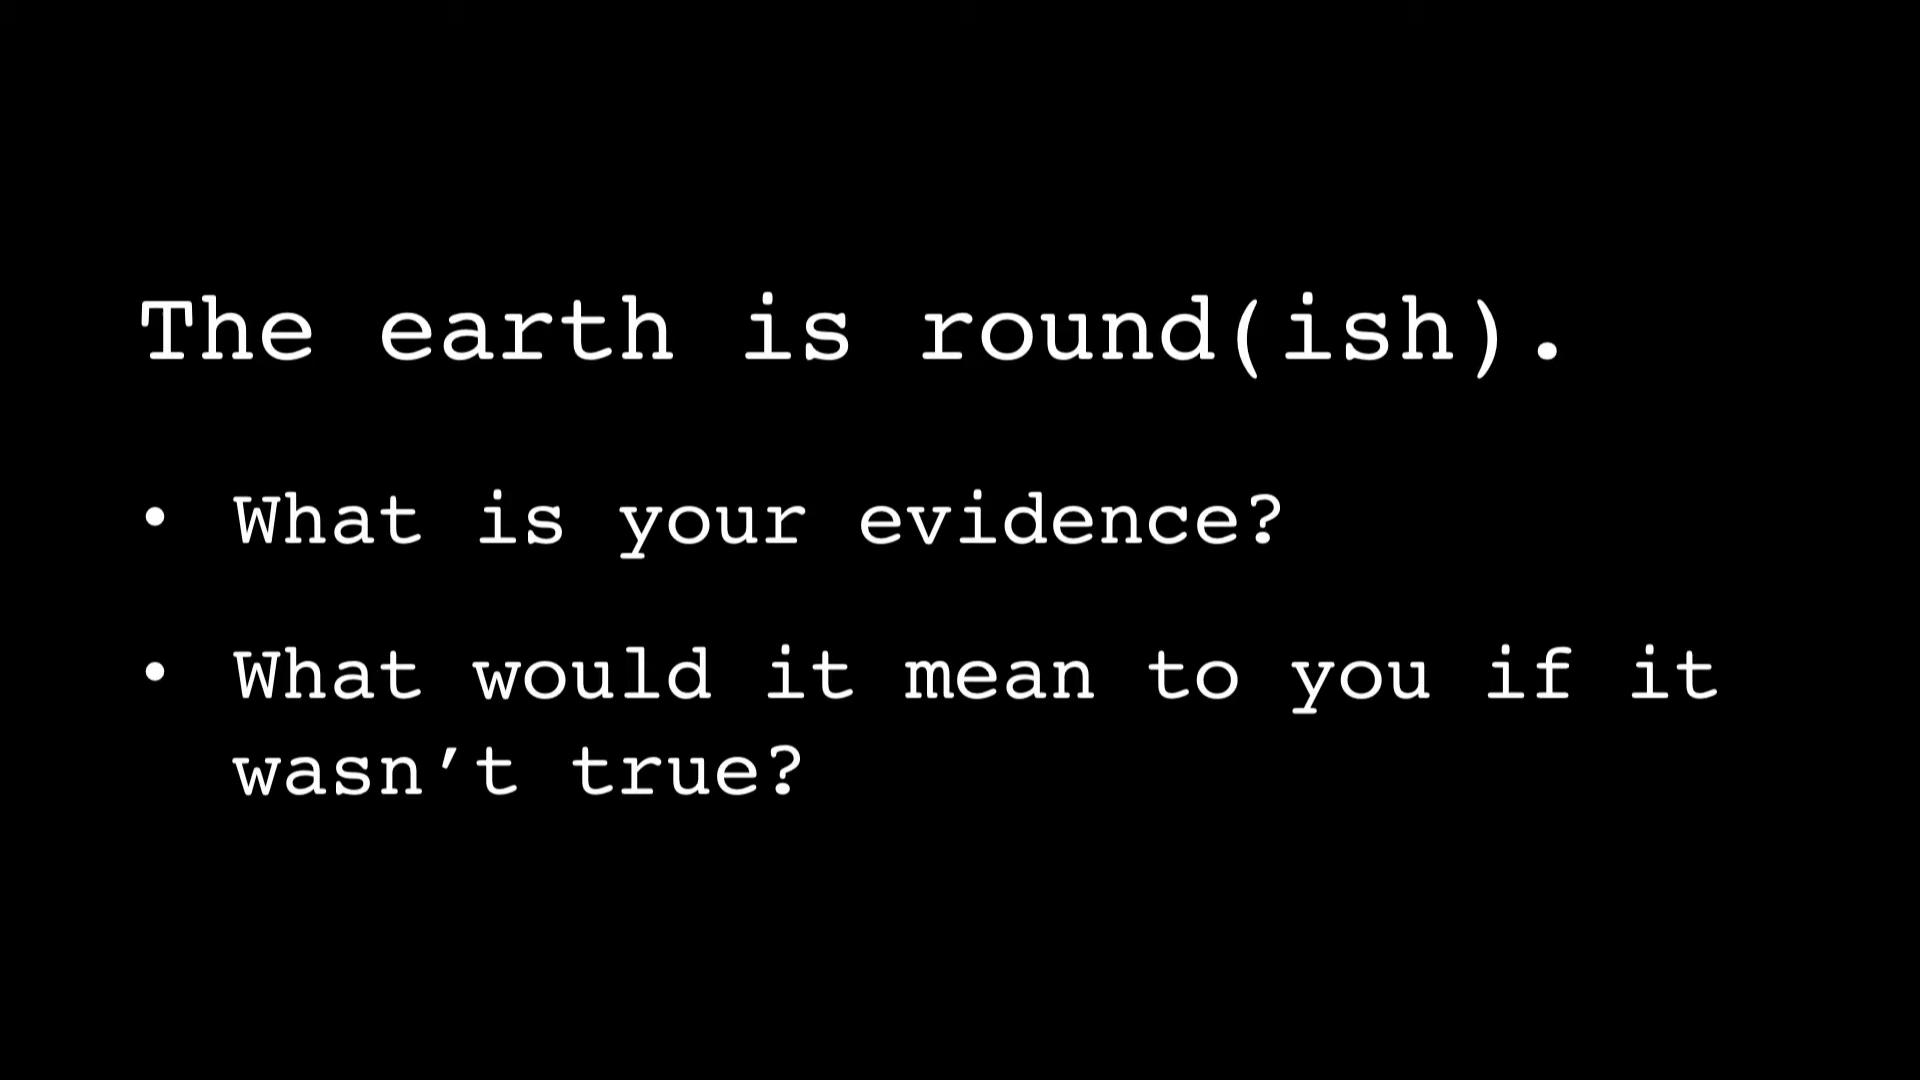 The earth is round(ish).
• What is your evidence?
• What would it mean to you if it
wasn’t true?